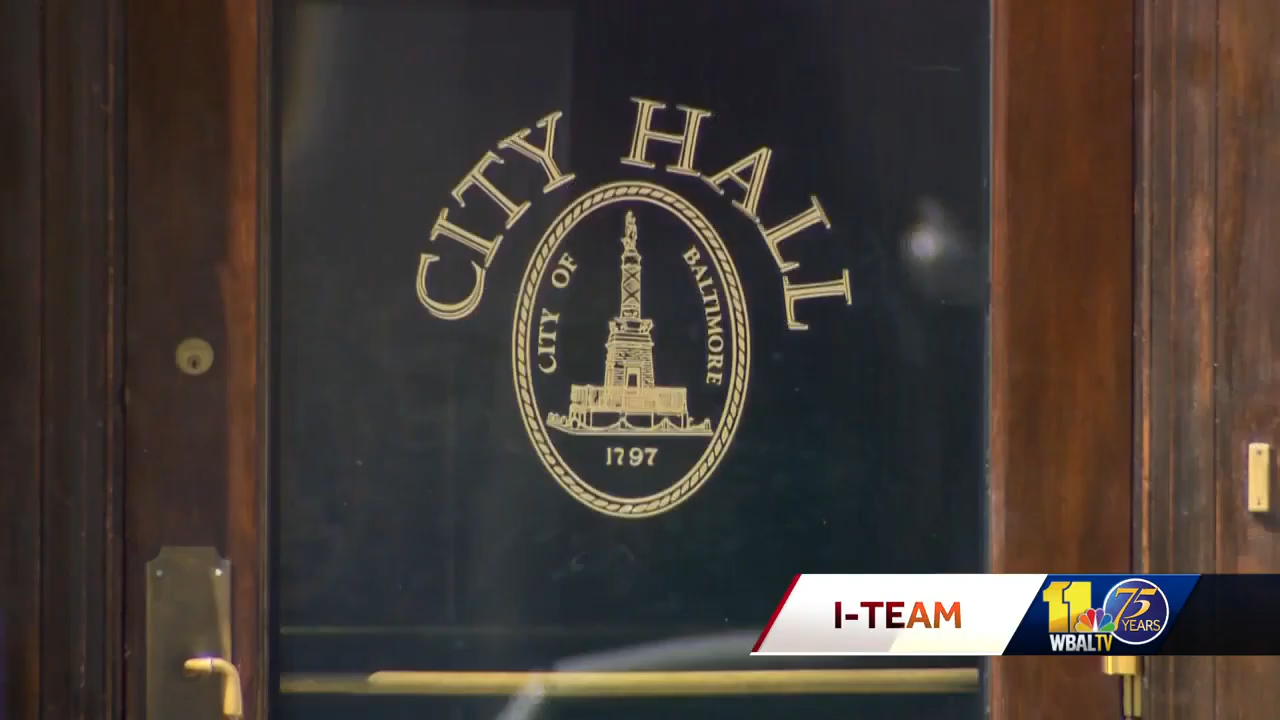 CITY HALL
CITY OF BALTIMORE
1797
I-TEAM
11
WBALTV
75
YEARS